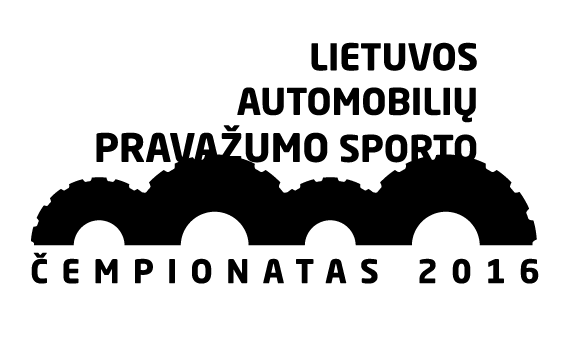 LIETUVOS
AUTOMOBILIŲ
PRAVAŽUMO SPORTO
ČEMPIONATAS 2016